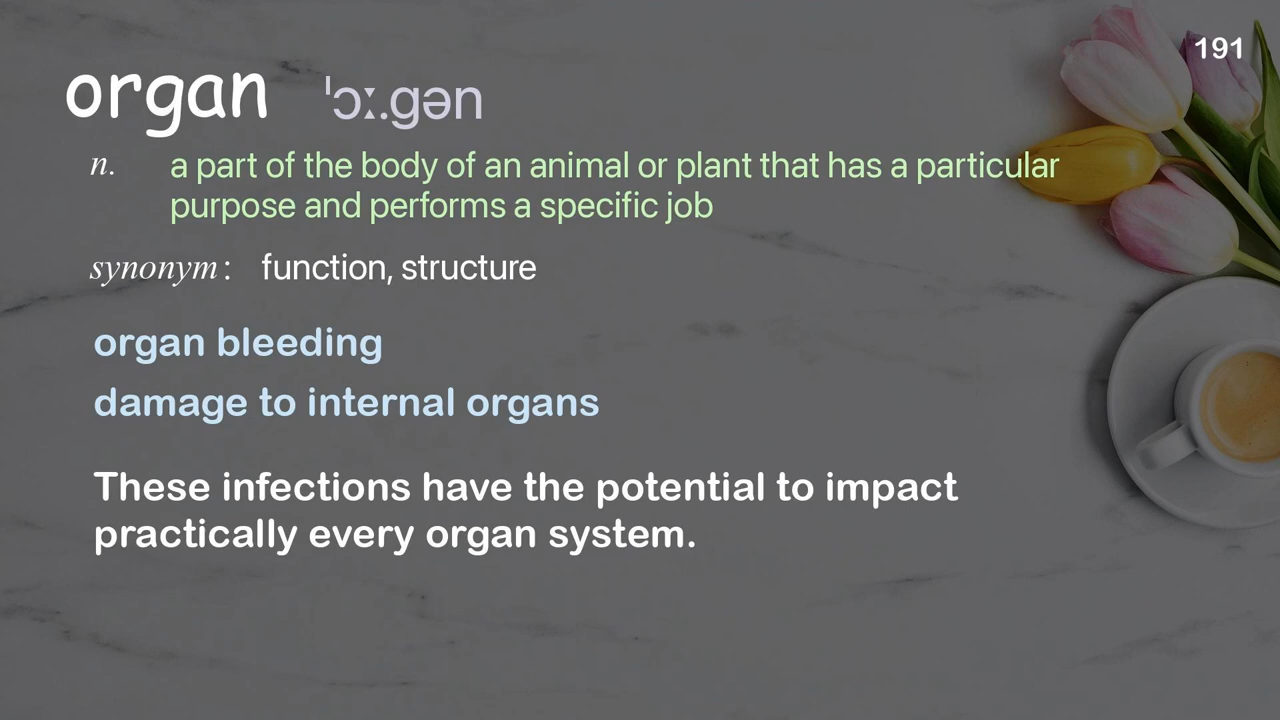 191
organ ˈɔː.gən
n. a part of the body of an animal or plant that has a particular
purpose and performs a specific job
synonym: function, structure
organ bleeding
damage to internal organs
These infections have the potential to impact
practically every organ system.